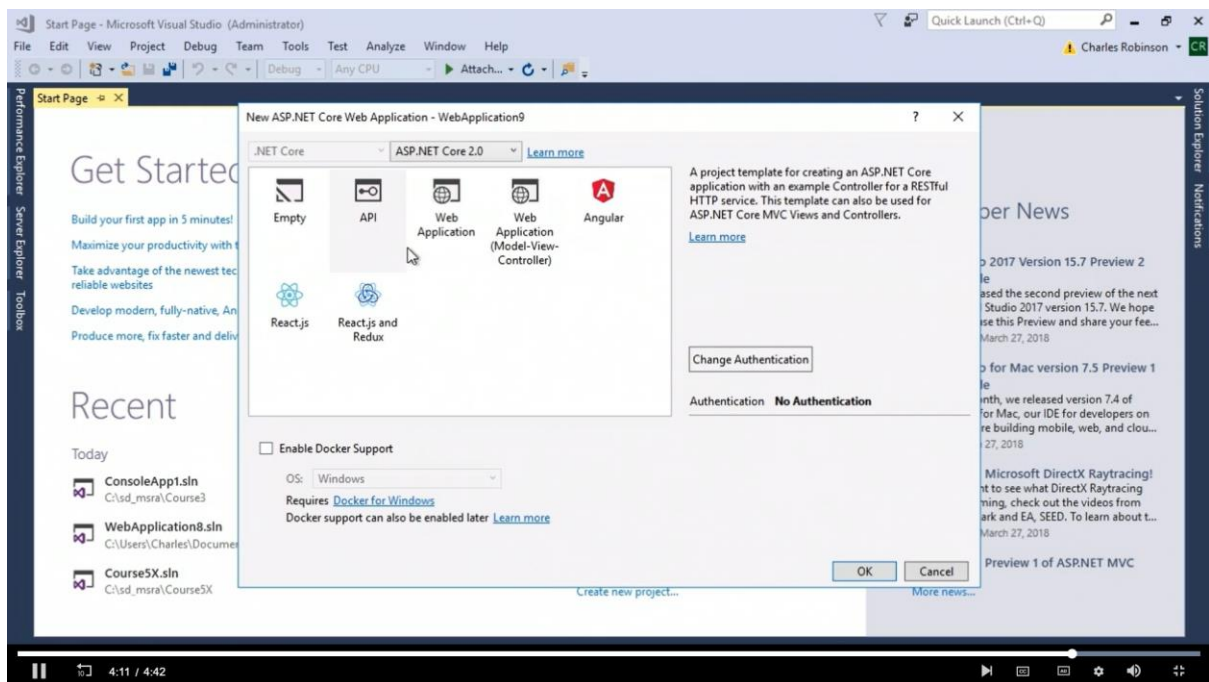 Start Page - Microsoft Visual Studio (Administrator)
Quick Launch (Ctrl+Q)
File Edit View Project Debug Team Tools Test Analyze Window Help
Charles Robinson
CR
Debug
Any CPU
Attach...
Performance Explorer
Server Explorer
Toolbox
Start Page
Solution Explorer
Notifications
Get Started
Build your first app in 5 minutes!
Maximize your productivity with t
Take advantage of the newest tec
reliable websites
Develop modern, fully-native, An
Produce more, fix faster and deliv
Recent
Today
ConsoleApp1.sln
C:\sd_msra\Course3
WebApplication8.sln
C:\Users\Charles\Documen
Course5X.sln
C:\sd_msra\Course5X
New ASP.NET Core Web Application - WebApplication9
?
.NET Core
ASP.NET Core 2.0
Learn more
Empty
API
Web
Application
Web
Application
(Model-View-
Controller)
Angular
React.js
React.js and
Redux
A project template for creating an ASP.NET Core
application with an example Controller for a RESTful
HTTP service. This template can also be used for
ASP.NET Core MVC Views and Controllers.
Learn more
Change Authentication
Authentication No Authentication
Enable Docker Support
OS: Windows
Requires Docker for Windows
Docker support can also be enabled later Learn more
OK
Cancel
Create new project...
per News
2017 Version 15.7 Preview 2
ased the second preview of the next
Studio 2017 version 15.7. We hope
se this Preview and share your fee...
March 27, 2018
for Mac version 7.5 Preview 1
nth, we released version 7.4 of
for Mac, our IDE for developers on
re building mobile, web, and clou...
27, 2018
Microsoft DirectX Raytracing!
nt to see what DirectX Raytracing
ming, check out the videos from
ark and EA, SEED. To learn about t...
March 27, 2018
Preview 1 of ASP.NET MVC
More news...
10
4:11 / 4:42